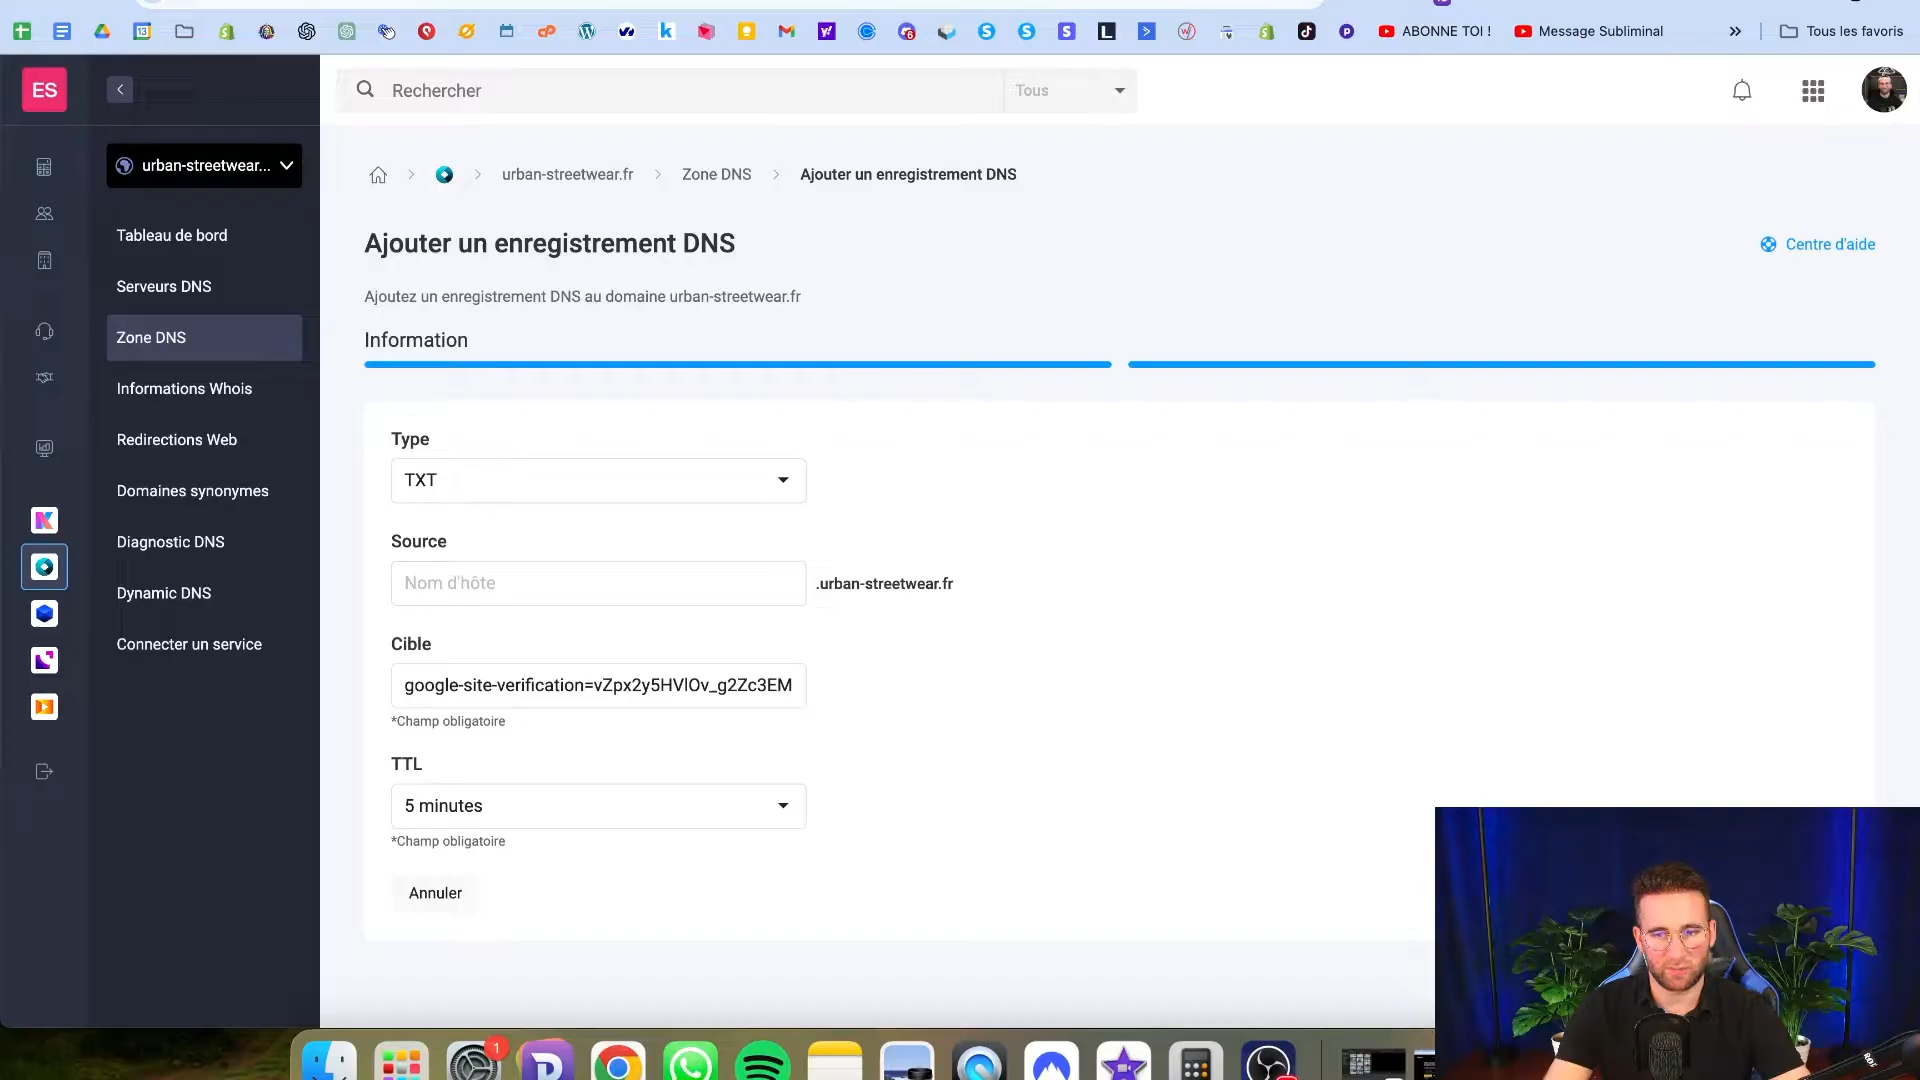 ABONNE TOI !
Message Subliminal
Tous les favoris
ES
Rechercher
Tous
urban-streetwear...
urban-streetwear.fr
Zone DNS
Ajouter un enregistrement DNS
Tableau de bord
Serveurs DNS
Zone DNS
Informations Whois
Redirections Web
Domaines synonymes
Diagnostic DNS
Dynamic DNS
Connecter un service
Ajouter un enregistrement DNS
Centre d'aide
Ajoutez un enregistrement DNS au domaine urban-streetwear.fr
Information
Type
TXT
Source
Nom d'hôte
.urban-streetwear.fr
Cible
google-site-verification=vZpx2y5HVlOv_g2Zc3EM
*Champ obligatoire
TTL
5 minutes
*Champ obligatoire
Annuler
1